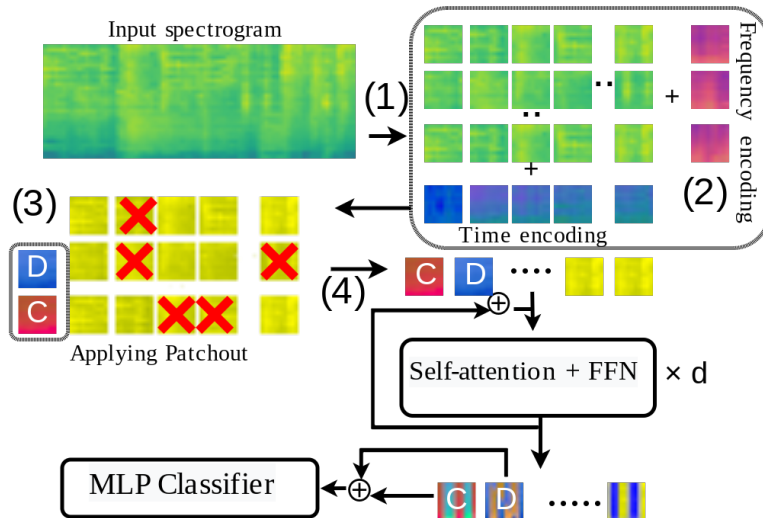 Input spectrogram
(1)
+
Frequency encoding
(2)
+
Time encoding
(3)
D
C
Applying Patchout
(4)
C D
Self-attention + FFN
× d
MLP Classifier
C D